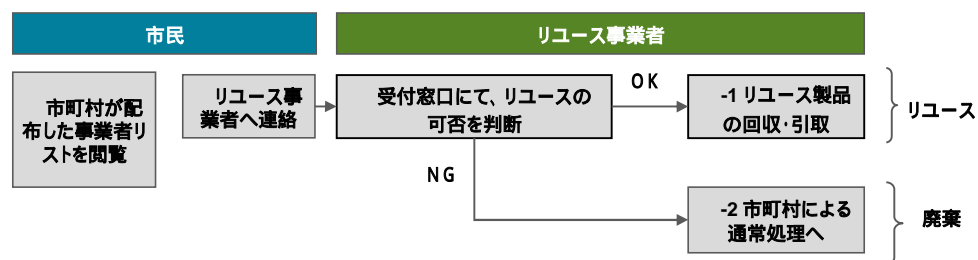 市民
リユース事業者
市町村が配
布した事業者リ
ストを閲覧
リユース事
業者へ連絡
受付窓口にて、リユースの
可否を判断
OK
-1 リユース製品
の回収・引取
リユース
NG
-2 市町村による
通常処理へ
廃棄